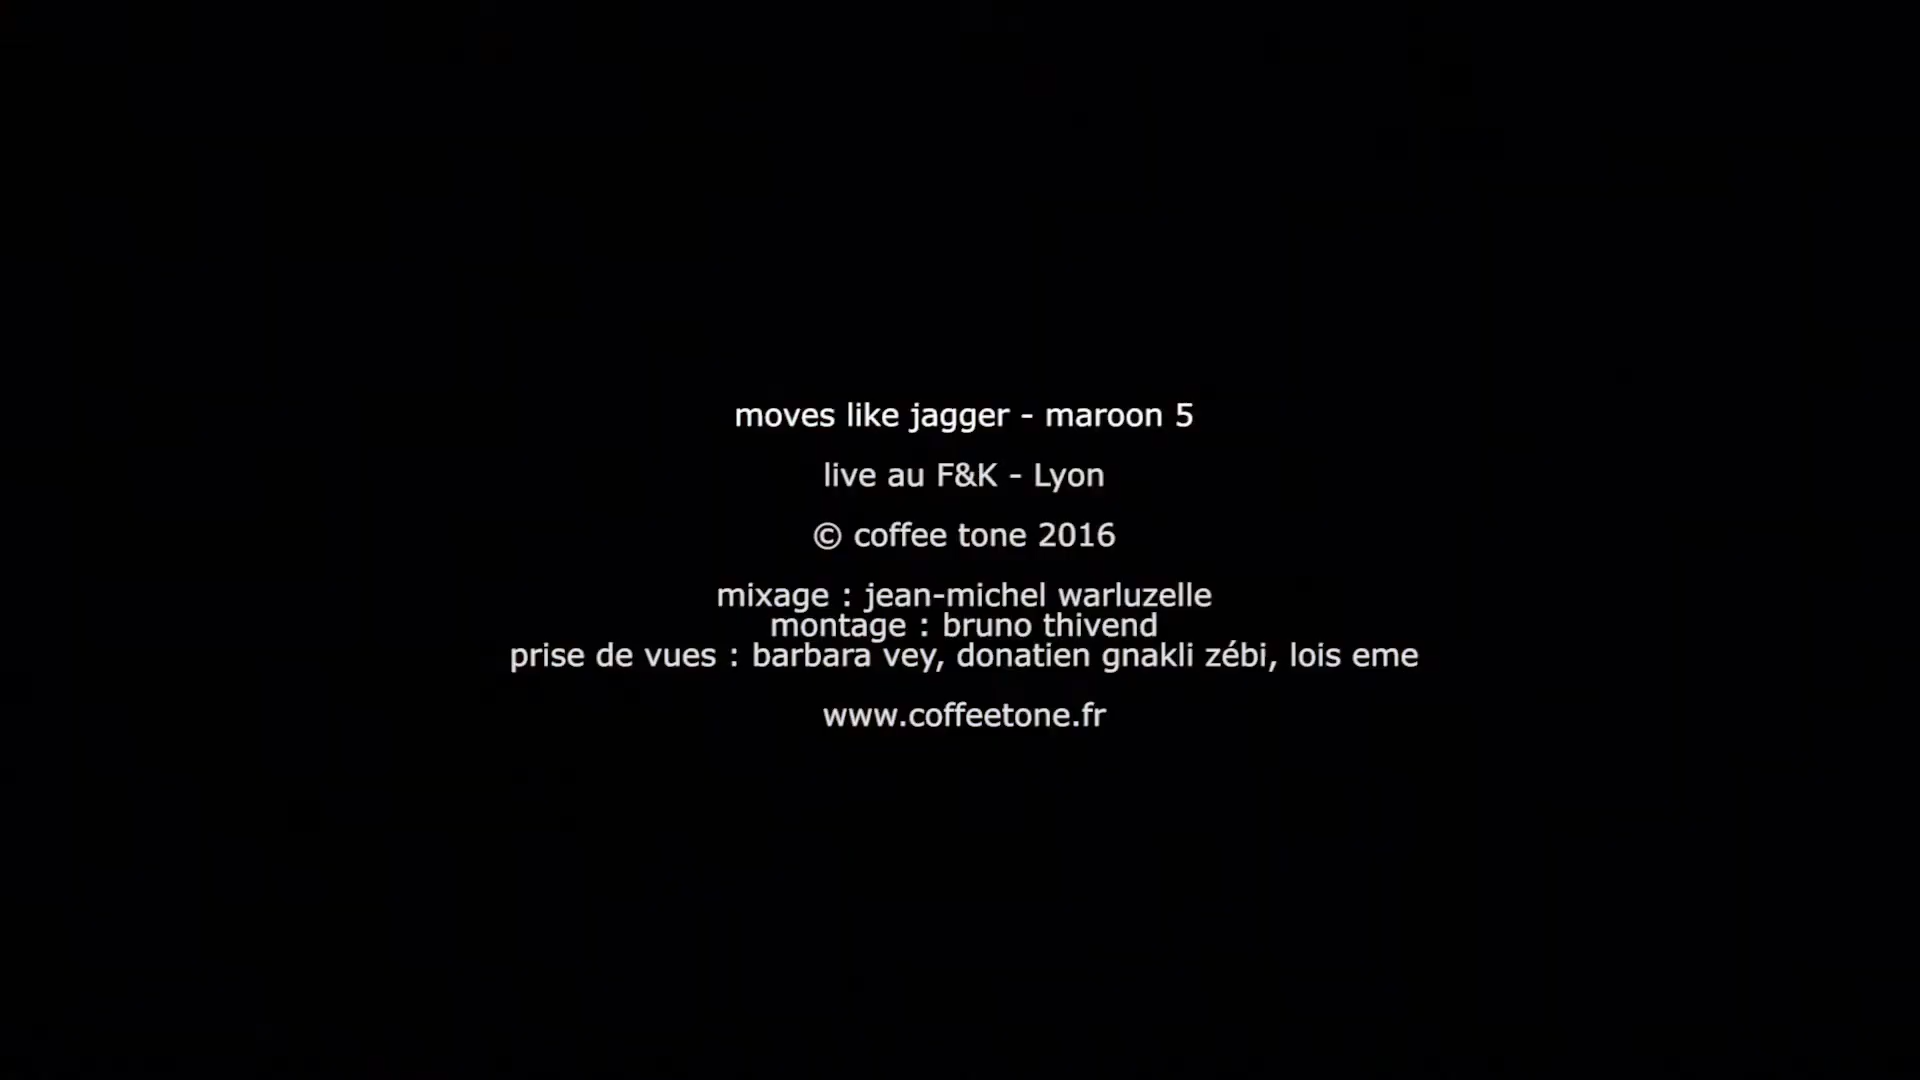 moves like jagger - maroon 5
live au F&K - Lyon
© coffee tone 2016
mixage : jean-michel warluzelle
montage : bruno thivend
prise de vues : barbara vey, donatien gnakli zébi, lois eme
www.coffeetone.fr